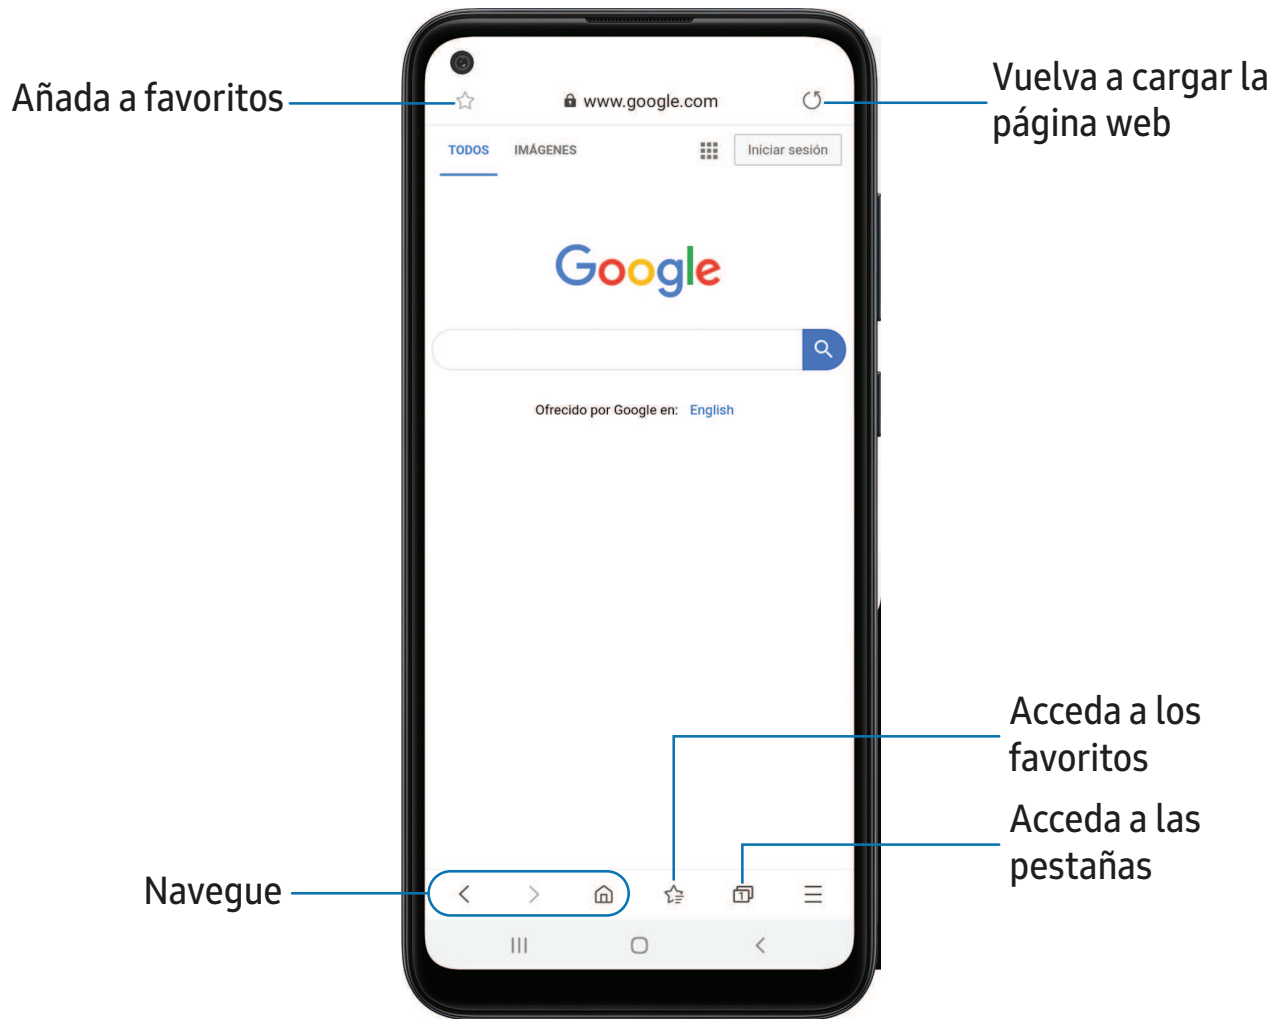 Añada a favoritos
www.google.com
Vuelva a cargar la
página web
TODOS IMÁGENES Iniciar sesión
Google
Ofrecido por Google en: English
Acceda a los
favoritos
Acceda a las
pestañas
Navegue
1